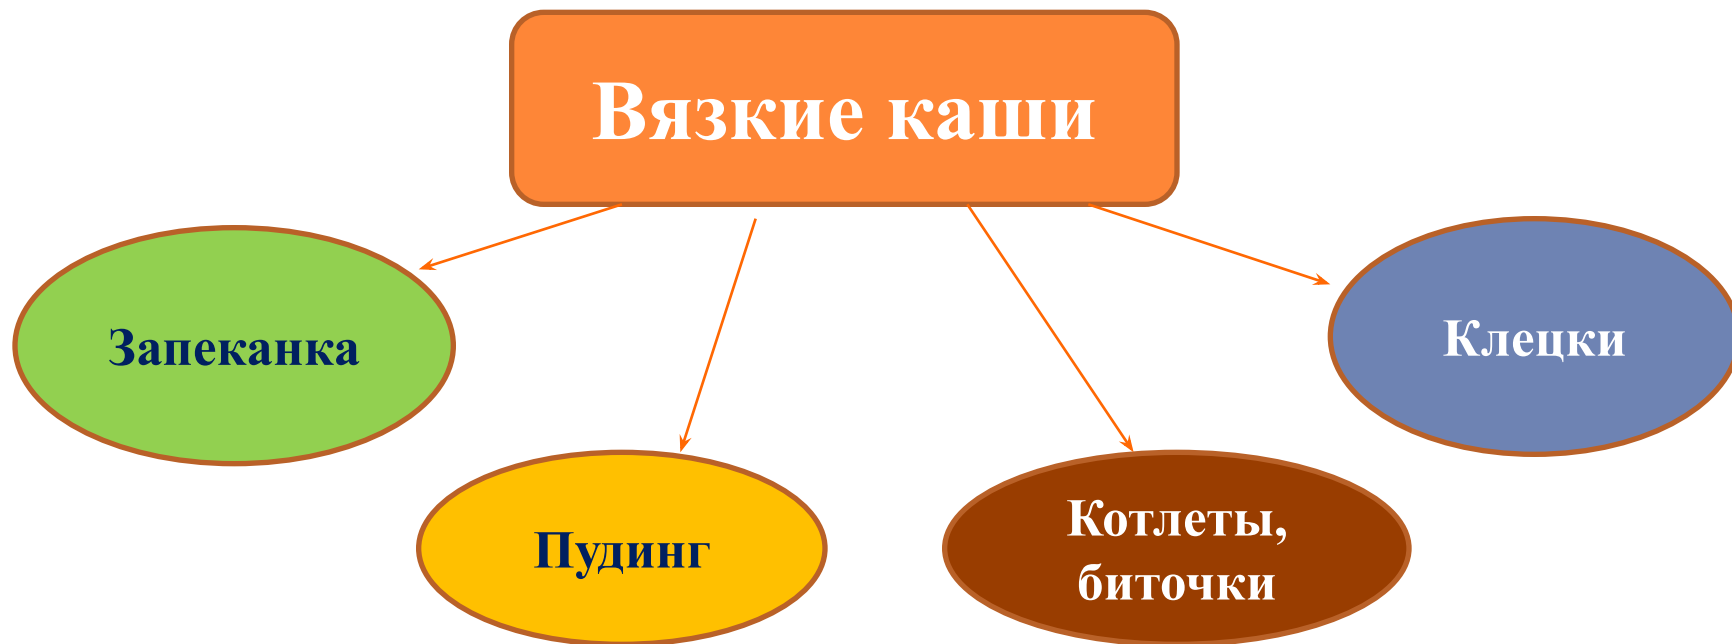 Вязкие каши
Запеканка
Клецки
Пудинг
Котлеты,
биточки